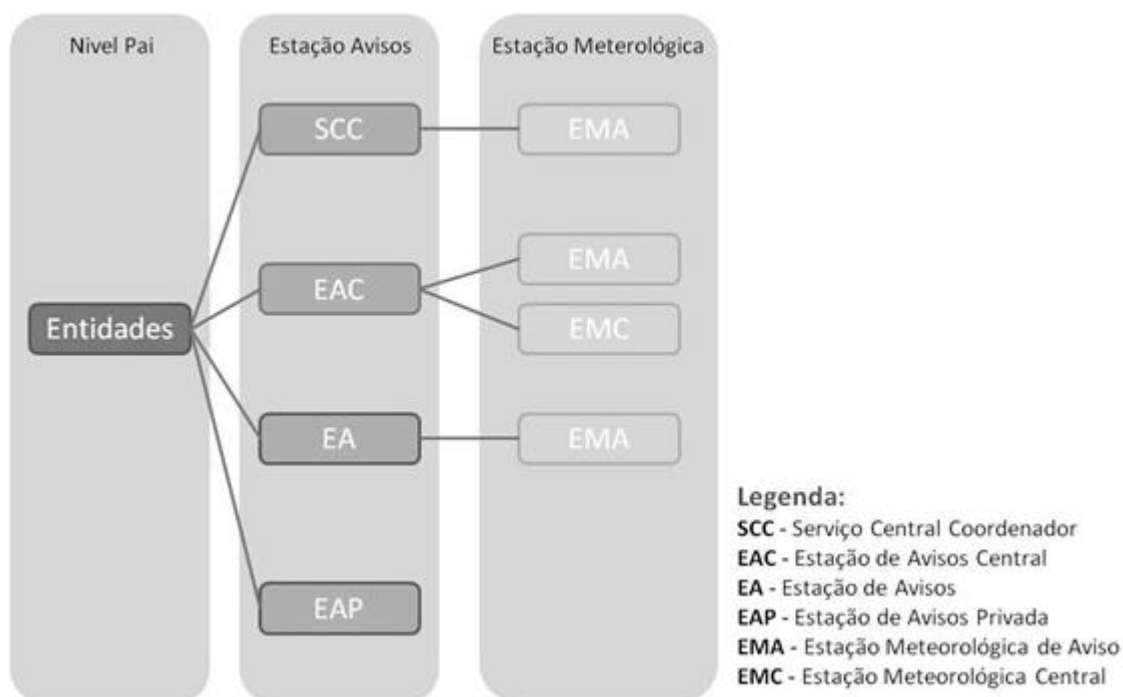 Nivel Pai
Estação Avisos
Estação Meterológica
SCC
EMA
EMA
EAC
EMC
Entidades
EA
EMA
EAP
Legenda:
SCC - Serviço Central Coordenador
EAC - Estação de Avisos Central
EA - Estação de Avisos
EAP - Estação de Avisos Privada
EMA - Estação Meteorológica de Aviso
EMC - Estação Meteorológica Central